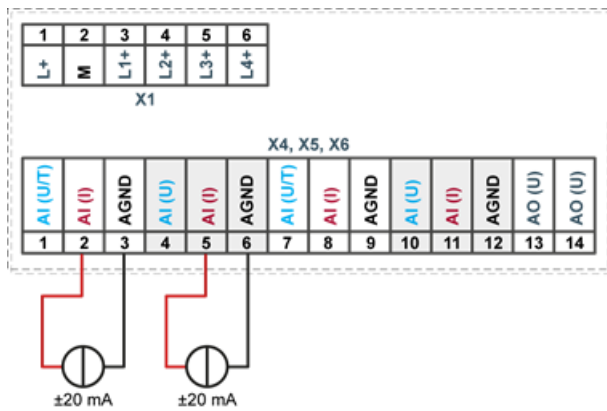 1 2 3 4 5 6
L+ M L1+ L2+ L3+ L4+
X1
X4, X5, X6
AI (U/T) AI (I) AGND AI (U) AI (I) AGND AI (U/T) AI (I) AGND AI (U) AI (I) AGND AO (U) AO (U)
1 2 3 4 5 6 7 8 9 10 11 12 13 14
±20 mA ±20 mA